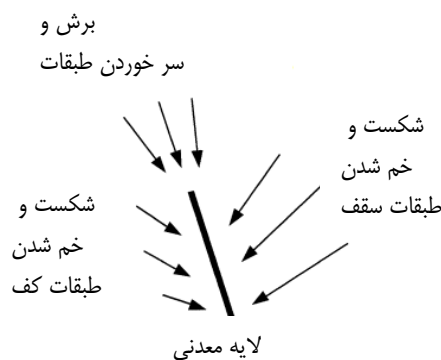 برش و
سر خوردن طبقات
شکست و
خم شدن
طبقات سقف
شکست و
خم شدن
طبقات کف
لایه معدنی